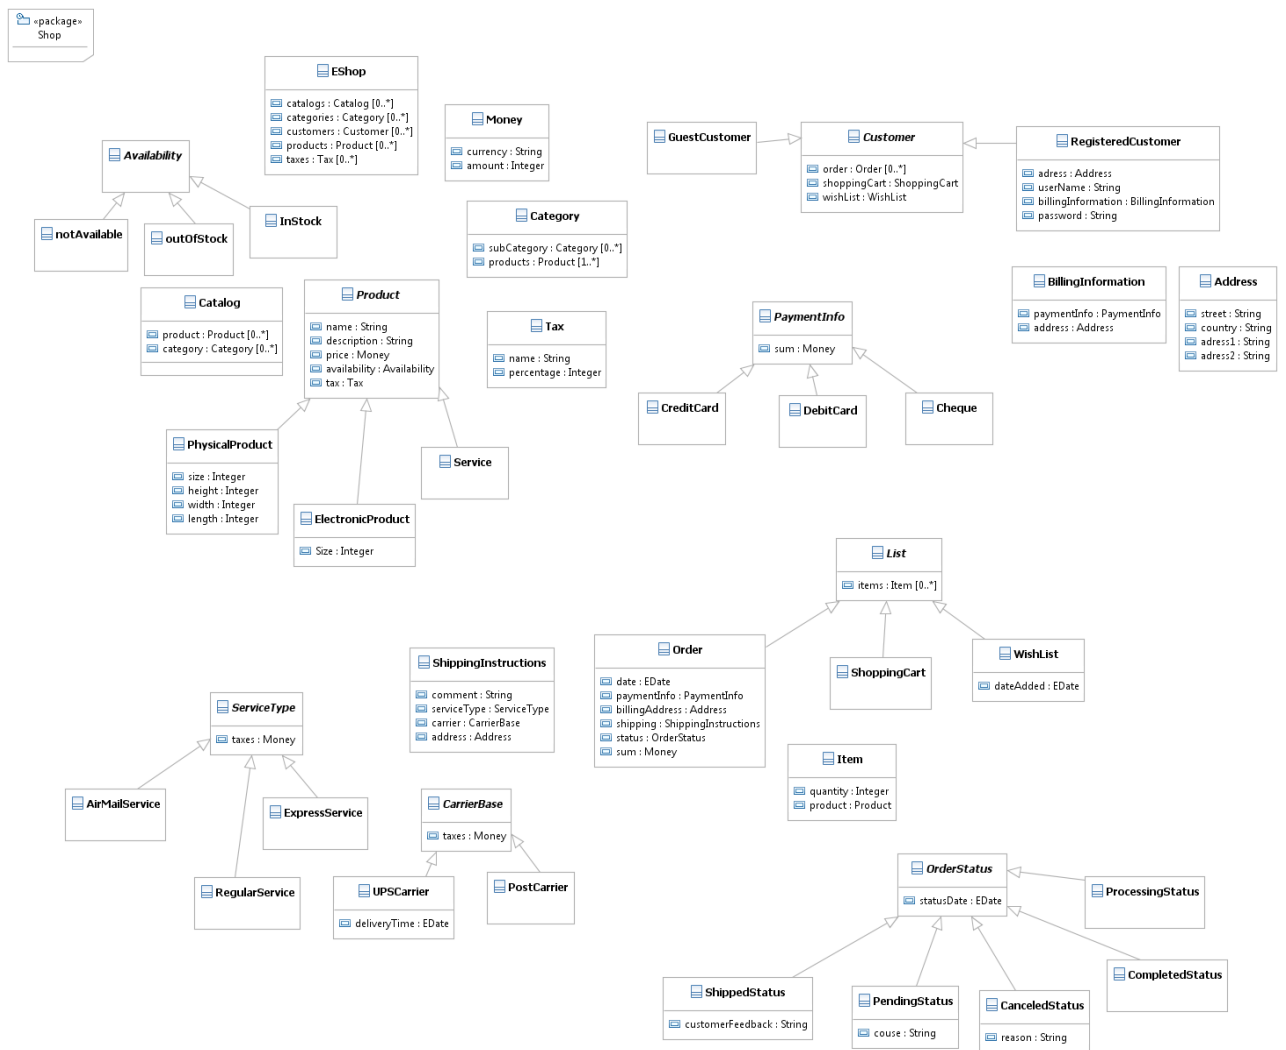 «package»
Shop
EShop
catalogs : Catalog [0..*]
categories : Category [0..*]
customers : Customer [0..*]
products : Product [0..*]
taxes : Tax [0..*]
Money
currency : String
amount : Integer
GuestCustomer
Customer
order : Order [0..*]
shoppingCart : ShoppingCart
wishList : WishList
RegisteredCustomer
adress : Address
userName : String
billingInformation : BillingInformation
password : String
Availability
notAvailable
outOfStock
InStock
Category
subCategory : Category [0..*]
products : Product [1..*]
Catalog
product : Product [0..*]
category : Category [0..*]
Product
name : String
description : String
price : Money
availability : Availability
tax : Tax
Tax
name : String
percentage : Integer
PaymentInfo
sum : Money
BillingInformation
paymentInfo : PaymentInfo
address : Address
Address
street : String
country : String
adress1 : String
adress2 : String
CreditCard
DebitCard
Cheque
PhysicalProduct
size : Integer
height : Integer
width : Integer
length : Integer
Service
ElectronicProduct
Size : Integer
List
items : Item [0..*]
Order
date : EDate
paymentInfo : PaymentInfo
billingAddress : Address
shipping : ShippingInstructions
status : OrderStatus
sum : Money
ShoppingCart
WishList
dateAdded : EDate
ShippingInstructions
comment : String
serviceType : ServiceType
carrier : CarrierBase
address : Address
ServiceType
taxes : Money
Item
quantity : Integer
product : Product
AirMailService
ExpressService
RegularService
CarrierBase
taxes : Money
UPSCarrier
deliveryTime : EDate
PostCarrier
OrderStatus
statusDate : EDate
ProcessingStatus
CompletedStatus
ShippedStatus
customerFeedback : String
PendingStatus
couse : String
CanceledStatus
reason : String